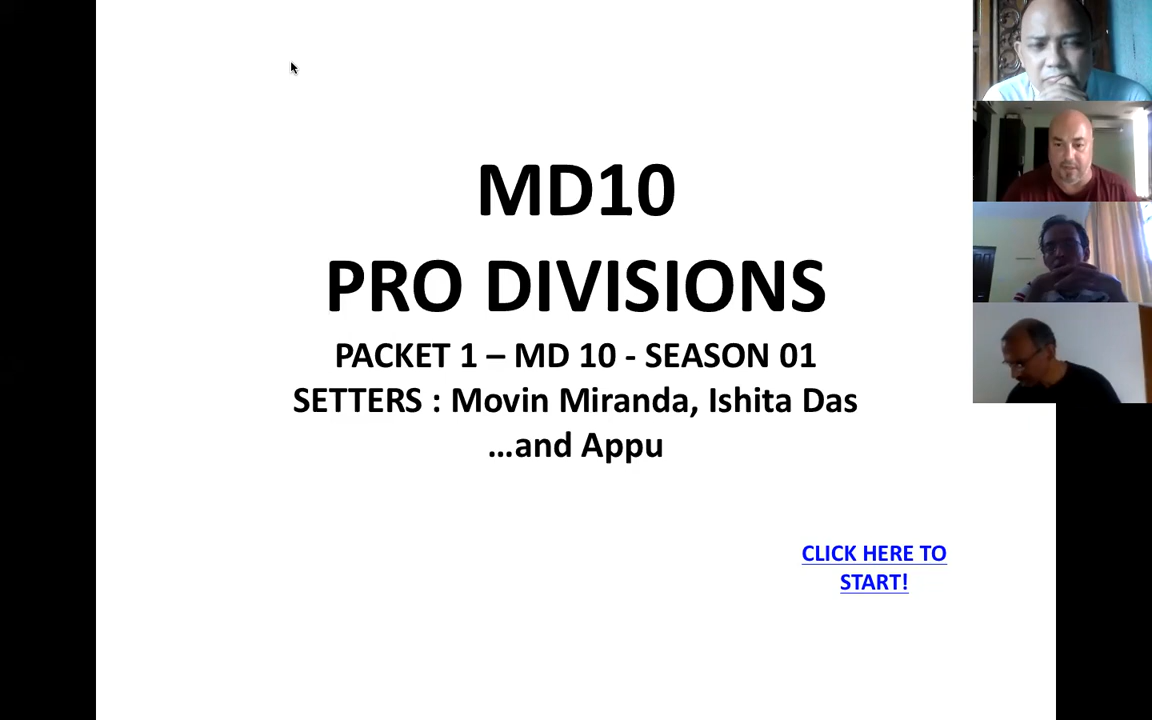 MD10
PRO DIVISIONS
PACKET 1 – MD 10 - SEASON 01
SETTERS : Movin Miranda, Ishita Das
...and Appu
CLICK HERE TO
START!